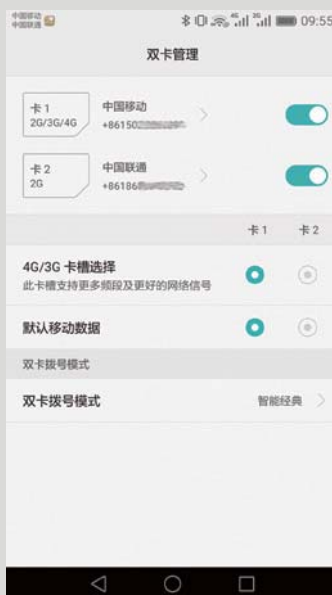 中国移动
中国联通
4G 2G 09:55
双卡管理
卡 1
2G/3G/4G
中国移动
+86150
卡 2
2G
中国联通
+86186
卡 1 卡 2
4G/3G 卡槽选择
此卡槽支持更多频段及更好的网络信号
默认移动数据
双卡拨号模式
双卡拨号模式 智能经典